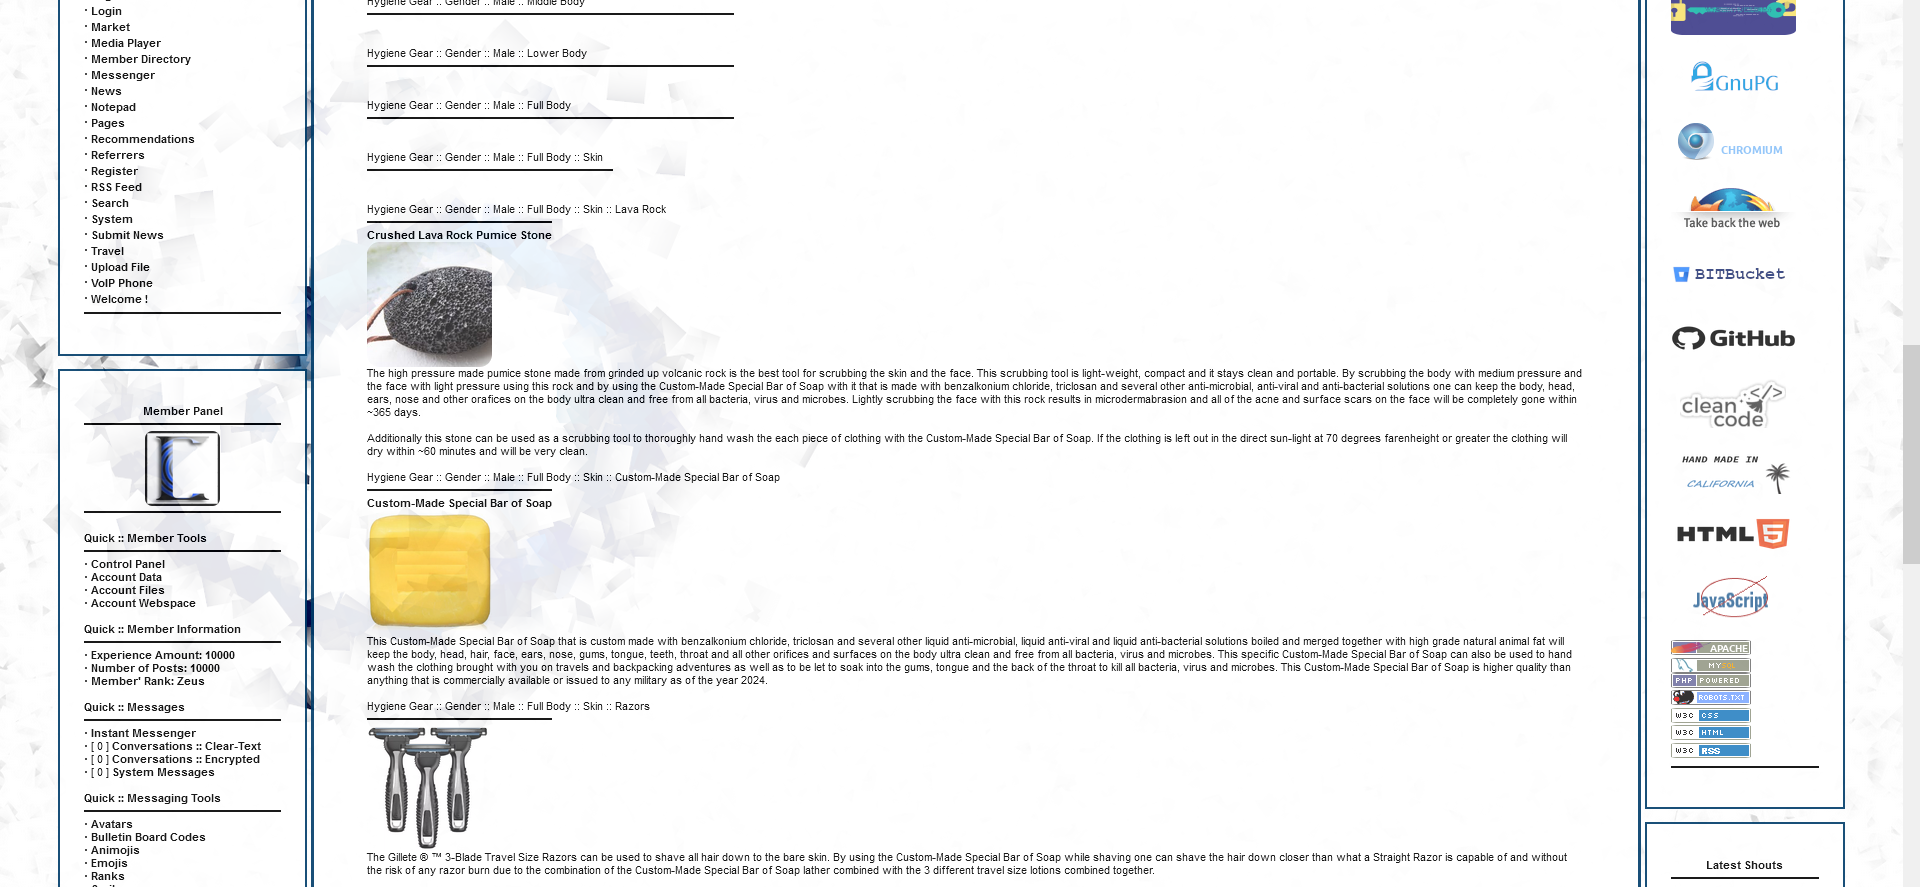 · Login
· Market
· Media Player
· Member Directory
· Messenger
· News
· Notepad
· Pages
· Recommendations
· Referrers
· Register
· RSS Feed
· Search
· System
· Submit News
· Travel
· Upload File
· VoIP Phone
· Welcome !
Member Panel
Quick :: Member Tools
· Control Panel
· Account Data
· Account Files
· Account Webspace
Quick :: Member Information
· Experience Amount: 10000
· Number of Posts: 10000
· Member' Rank: Zeus
Quick :: Messages
· Instant Messenger
· [ 0 ] Conversations :: Clear-Text
· [ 0 ] Conversations :: Encrypted
· [ 0 ] System Messages
Quick :: Messaging Tools
· Avatars
· Bulletin Board Codes
· Animojis
· Emojis
· Ranks
Hygiene Gear :: Gender :: Male :: Middle Body
Hygiene Gear :: Gender :: Male :: Lower Body
Hygiene Gear :: Gender :: Male :: Full Body
Hygiene Gear :: Gender :: Male :: Full Body :: Skin
Hygiene Gear :: Gender :: Male :: Full Body :: Skin :: Lava Rock
Crushed Lava Rock Pumice Stone
The high pressure made pumice stone made from grinded up volcanic rock is the best tool for scrubbing the skin and the face. This scrubbing tool is light-weight, compact and it stays clean and portable. By scrubbing the body with medium pressure and
the face with light pressure using this rock and by using the Custom-Made Special Bar of Soap with it that is made with benzalkonium chloride, triclosan and several other anti-microbial, anti-viral and anti-bacterial solutions one can keep the body, head,
ears, nose and other orafices on the body ultra clean and free from all bacteria, virus and microbes. Lightly scrubbing the face with this rock results in microdermabrasion and all of the acne and surface scars on the face will be completely gone within
~365 days.
Additionally this stone can be used as a scrubbing tool to thoroughly hand wash the each piece of clothing with the Custom-Made Special Bar of Soap. If the clothing is left out in the direct sun-light at 70 degrees farenheight or greater the clothing will
dry within ~60 minutes and will be very clean.
Hygiene Gear :: Gender :: Male :: Full Body :: Skin :: Custom-Made Special Bar of Soap
Custom-Made Special Bar of Soap
This Custom-Made Special Bar of Soap that is custom made with benzalkonium chloride, triclosan and several other liquid anti-microbial, liquid anti-viral and liquid anti-bacterial solutions boiled and merged together with high grade natural animal fat will
keep the body, head, hair, face, ears, nose, gums, tongue, teeth, throat and all other orifices and surfaces on the body ultra clean and free from all bacteria, virus and microbes. This specific Custom-Made Special Bar of Soap can also be used to hand
wash the clothing brought with you on travels and backpacking adventures as well as to be let to soak into the gums, tongue and the back of the throat to kill all bacteria, virus and microbes. This Custom-Made Special Bar of Soap is higher quality than
anything that is commercially available or issued to any military as of the year 2024.
Hygiene Gear :: Gender :: Male :: Full Body :: Skin :: Razors
The Gillete ® ™ 3-Blade Travel Size Razors can be used to shave all hair down to the bare skin. By using the Custom-Made Special Bar of Soap while shaving one can shave the hair down closer than what a Straight Razor is capable of and without
the risk of any razor burn due to the combination of the Custom-Made Special Bar of Soap lather combined with the 3 different travel size lotions combined together.
GnuPG
CHROMIUM
Take back the web
BITBucket
GitHub
clean
code
</>
HAND MADE IN
CALIFORNIA
HTML 5
JavaScript
APACHE
MYSQL
PHP POWERED
ROBOTS.TXT
W3C CSS
W3C HTML
W3C RSS
Latest Shouts